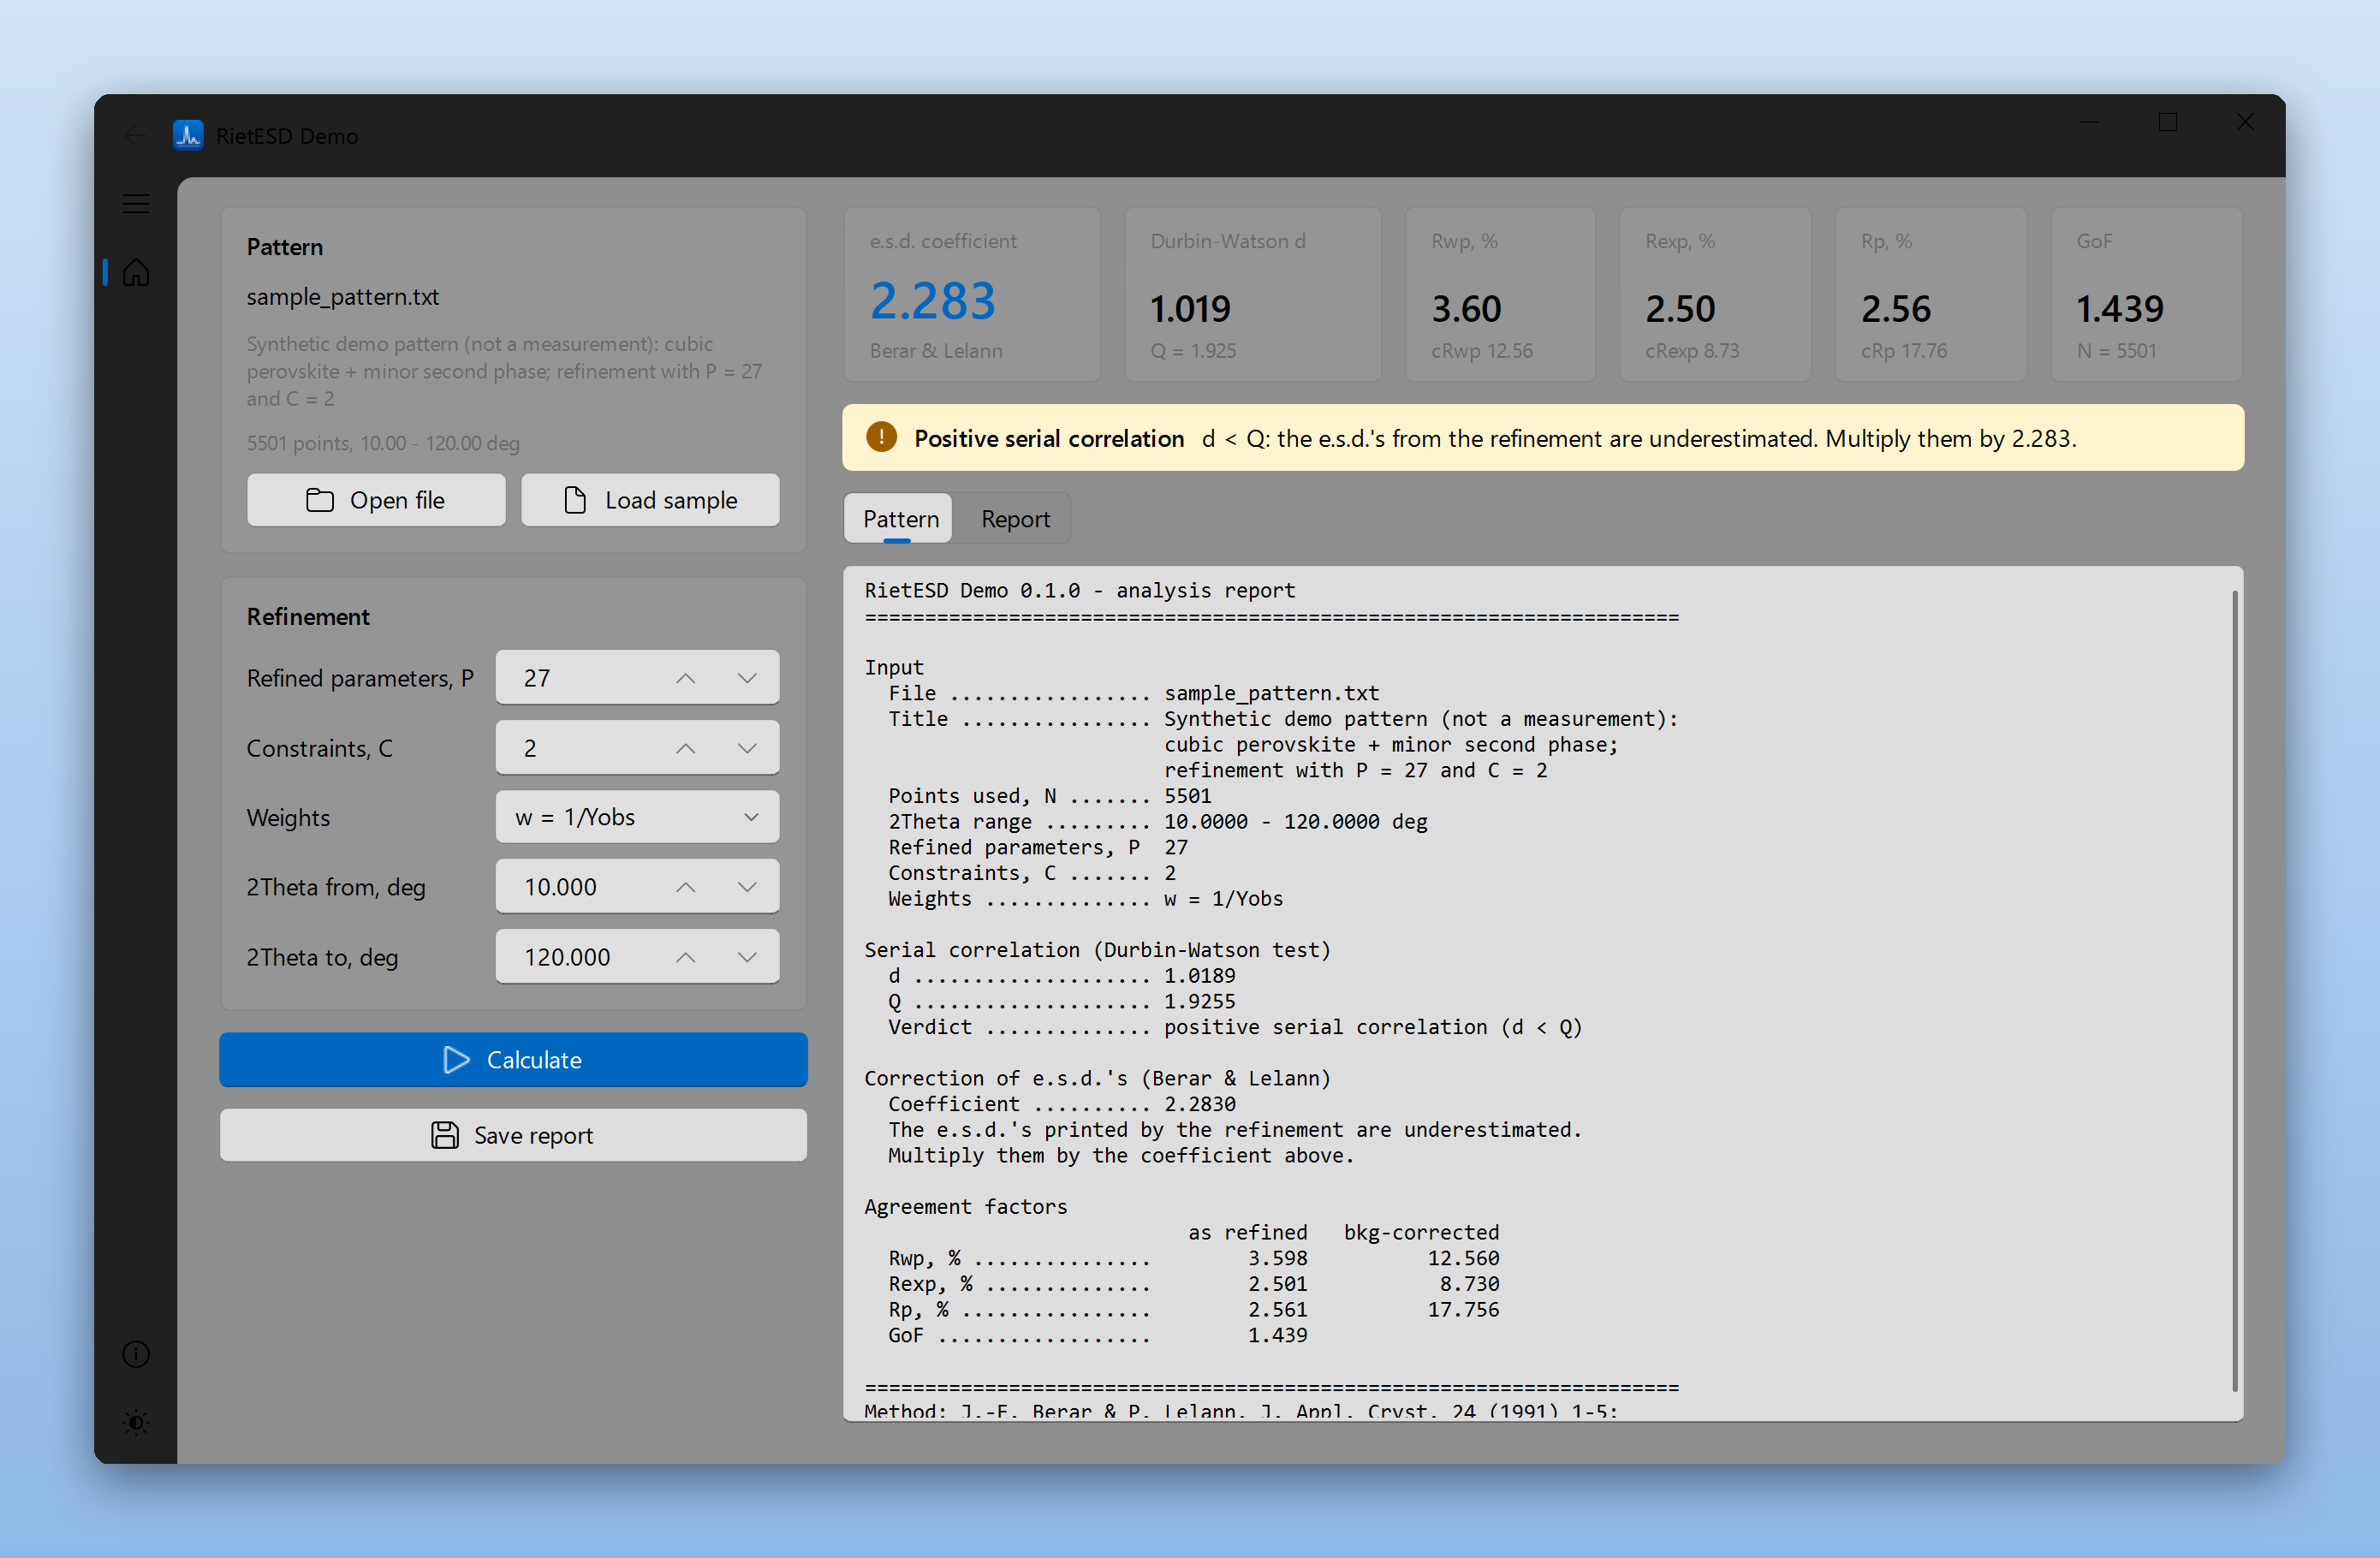 RietESD Demo
Pattern
sample_pattern.txt
Synthetic demo pattern (not a measurement): cubic
perovskite + minor second phase; refinement with P = 27
and C = 2
5501 points, 10.00 - 120.00 deg
Open file
Load sample
Refinement
Refined parameters, P
27
Constraints, C
2
Weights
w = 1/Yobs
2Theta from, deg
10.000
2Theta to, deg
120.000
Calculate
Save report
e.s.d. coefficient
2.283
Berar & Lelann
Durbin-Watson d
1.019
Q = 1.925
Rwp, %
3.60
cRwp 12.56
Rexp, %
2.50
cRexp 8.73
Rp, %
2.56
cRp 17.76
GoF
1.439
N = 5501
Positive serial correlation d < Q: the e.s.d.'s from the refinement are underestimated. Multiply them by 2.283.
Pattern
Report
RietESD Demo 0.1.0 - analysis report
====================================================================
Input
File ................. sample_pattern.txt
Title ................ Synthetic demo pattern (not a measurement):
cubic perovskite + minor second phase;
refinement with P = 27 and C = 2
Points used, N ....... 5501
2Theta range ......... 10.0000 - 120.0000 deg
Refined parameters, P 27
Constraints, C ....... 2
Weights .............. w = 1/Yobs
Serial correlation (Durbin-Watson test)
d .................... 1.0189
Q .................... 1.9255
Verdict .............. positive serial correlation (d < Q)
Correction of e.s.d.'s (Berar & Lelann)
Coefficient .......... 2.2830
The e.s.d.'s printed by the refinement are underestimated.
Multiply them by the coefficient above.
Agreement factors
as refined bkg-corrected
Rwp, % ............... 3.598 12.560
Rexp, % .............. 2.501 8.730
Rp, % ................ 2.561 17.756
GoF .................. 1.439
====================================================================
Method: J.-F. Berar & P. Lelann, J. Appl. Cryst. 24 (1991) 1-5;